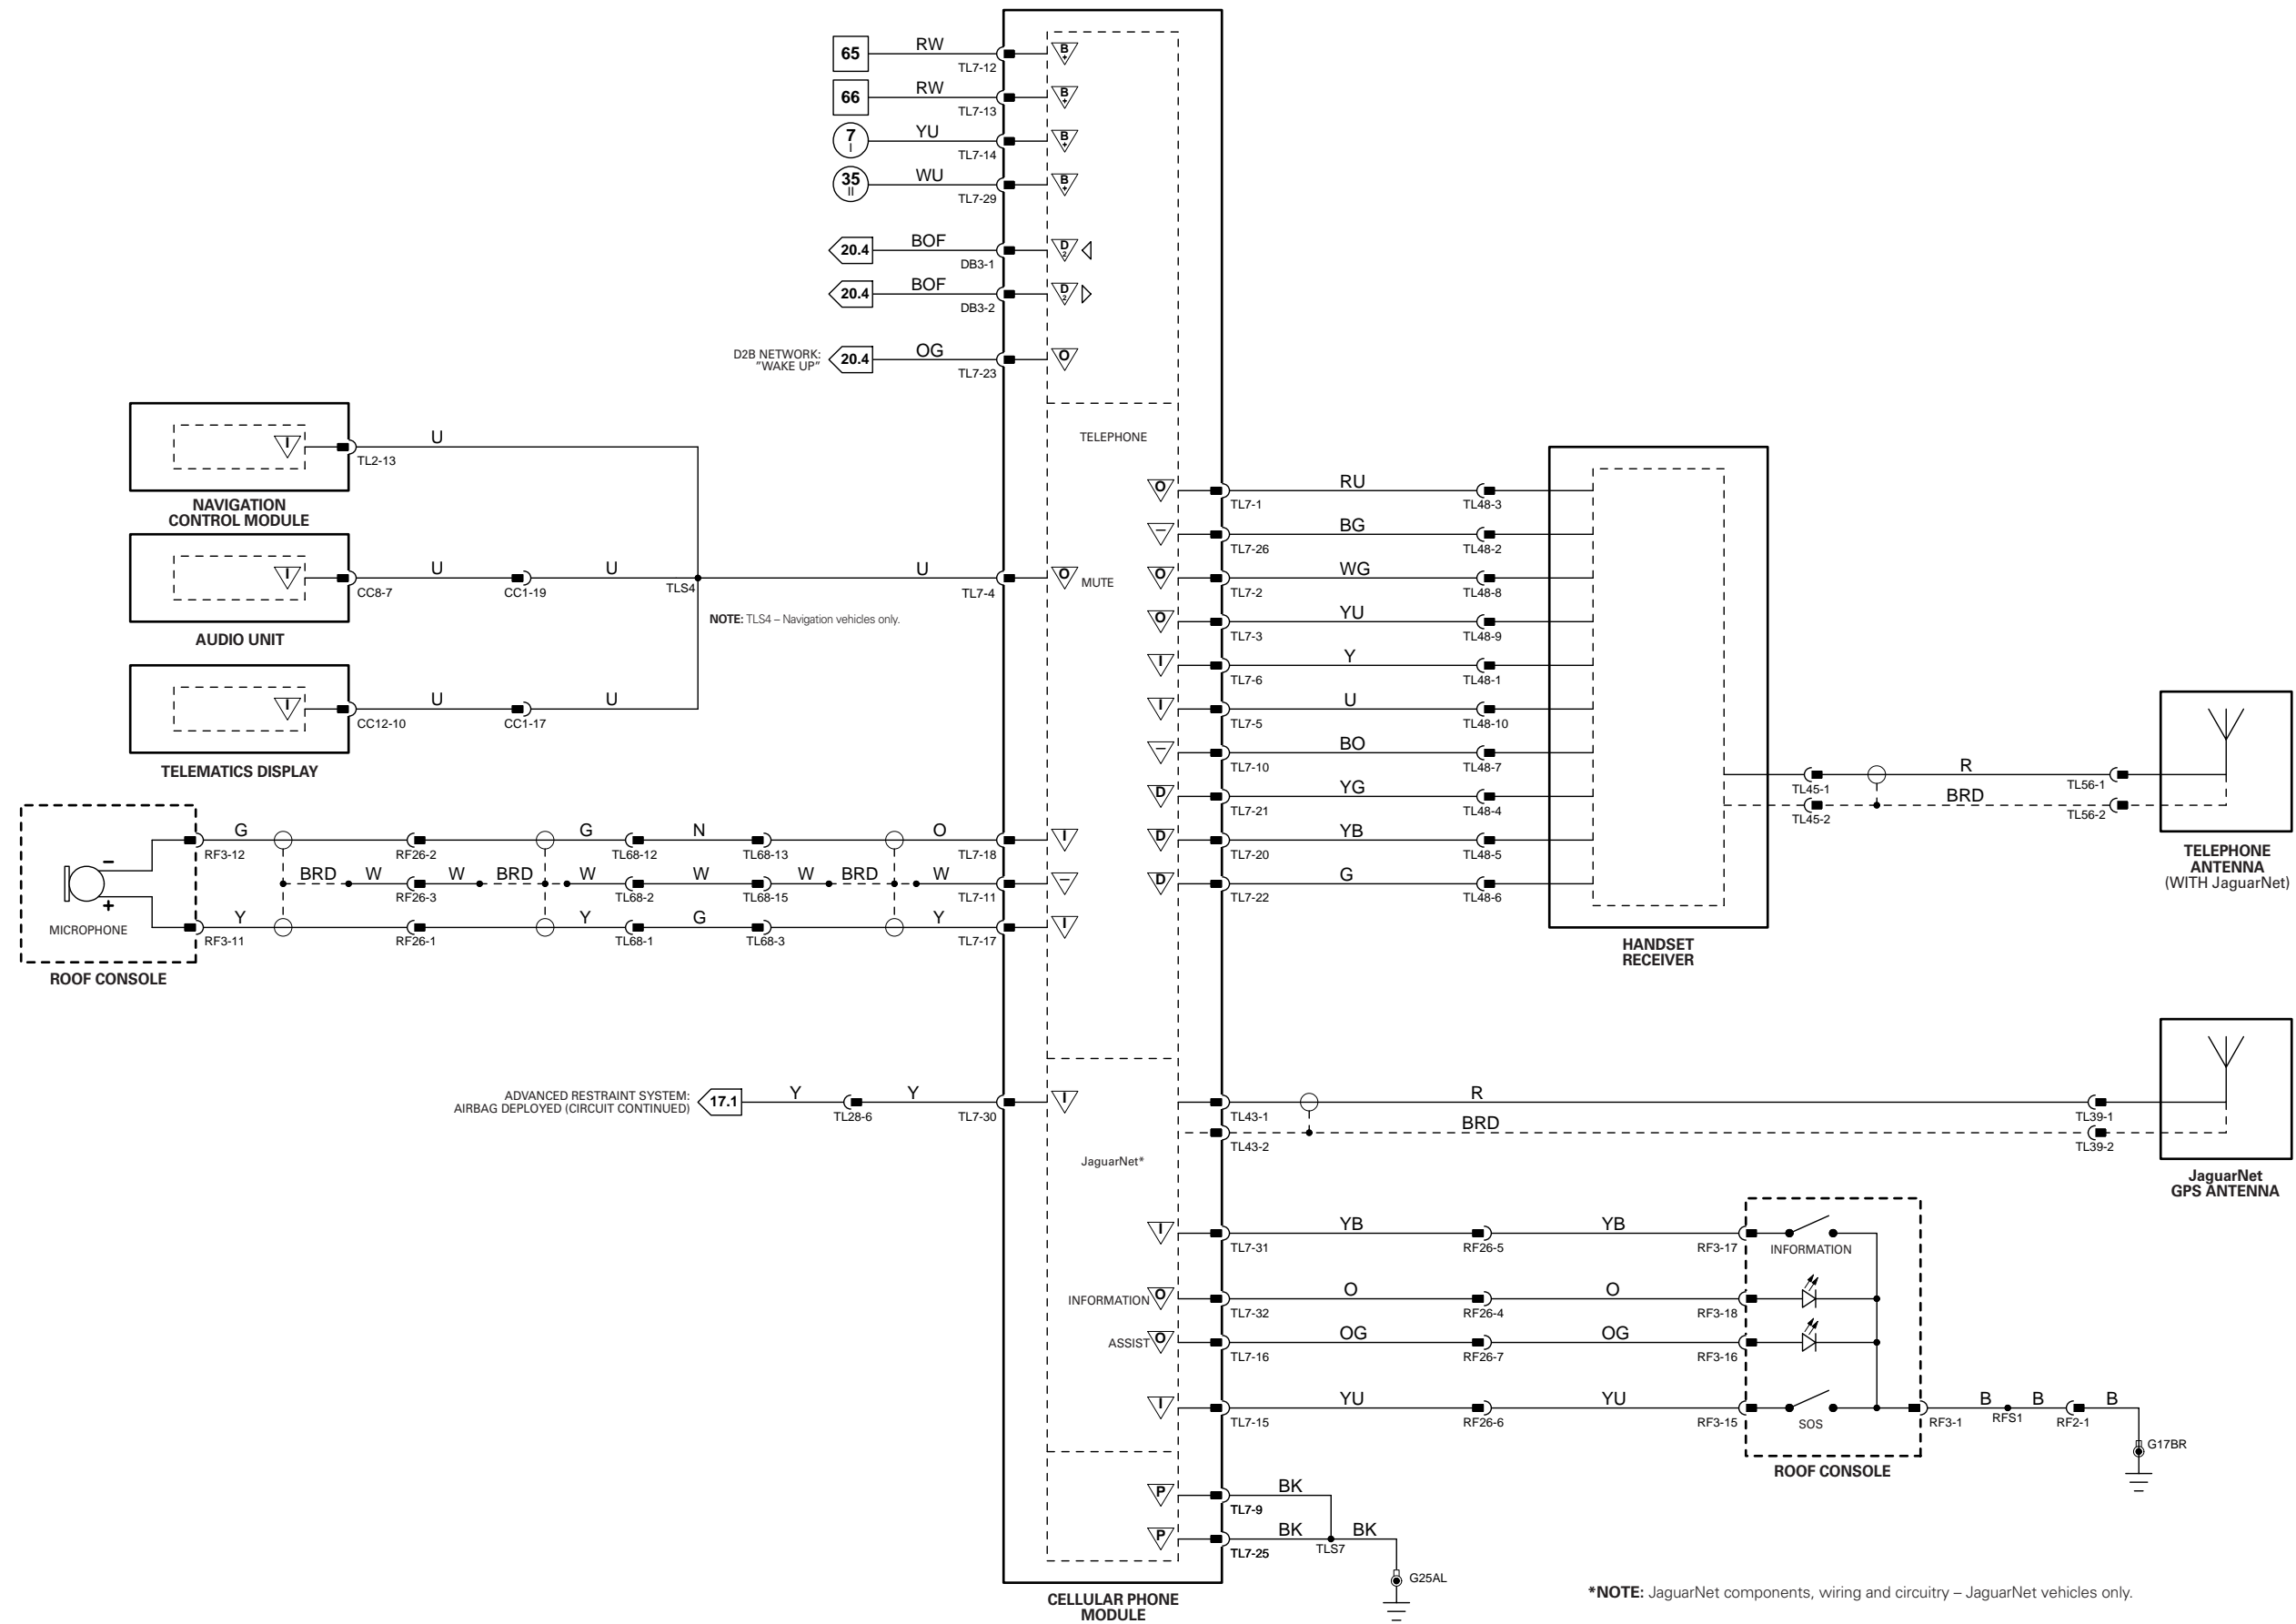 65 RW TL7-12 B+
66 RW TL7-13 B+
7 I YU TL7-14 B+
35 II WU TL7-29 B+
20.4 BOF DB3-1 D2
20.4 BOF DB3-2 D2
D2B NETWORK:
"WAKE UP"
20.4 OG TL7-23 O
I U TL2-13
NAVIGATION
CONTROL MODULE
I U U U O MUTE
CC8-7 CC1-19 TLS4 TL7-4
AUDIO UNIT
NOTE: TLS4 – Navigation vehicles only.
I U U
CC12-10 CC1-17
TELEMATICS DISPLAY
TELEPHONE
O RU
TL7-1 TL48-3
– BG
TL7-26 TL48-2
O WG
TL7-2 TL48-8
O YU
TL7-3 TL48-9
I Y
TL7-6 TL48-1
I U
TL7-5 TL48-10
– BO
TL7-10 TL48-7
D YG
TL7-21 TL48-4
D YB
TL7-20 TL48-5
D G
TL7-22 TL48-6
HANDSET
RECEIVER
R
TL45-1 TL56-1
BRD
TL45-2 TL56-2
TELEPHONE
ANTENNA
(WITH JaguarNet)
G G N O I
RF3-12 RF26-2 TL68-12 TL68-13 TL7-18
– BRD W W BRD W W W BRD W –
RF26-3 TL68-2 TL68-15 TL7-11
+ Y Y G Y I
MICROPHONE RF3-11 RF26-1 TL68-1 TL68-3 TL7-17
ROOF CONSOLE
ADVANCED RESTRAINT SYSTEM:
AIRBAG DEPLOYED (CIRCUIT CONTINUED)
17.1 Y Y I
TL28-6 TL7-30
JaguarNet*
R
TL43-1 TL39-1
BRD
TL43-2 TL39-2
JaguarNet
GPS ANTENNA
I YB YB
TL7-31 RF26-5 RF3-17 INFORMATION
INFORMATION O O O
TL7-32 RF26-4 RF3-18
ASSIST O OG OG
TL7-16 RF26-7 RF3-16
I YU YU B B B
TL7-15 RF26-6 RF3-15 SOS RF3-1 RFS1 RF2-1
G17BR
ROOF CONSOLE
P BK
TL7-9
P BK BK
TL7-25 TLS7
G25AL
CELLULAR PHONE
MODULE
*NOTE: JaguarNet components, wiring and circuitry – JaguarNet vehicles only.